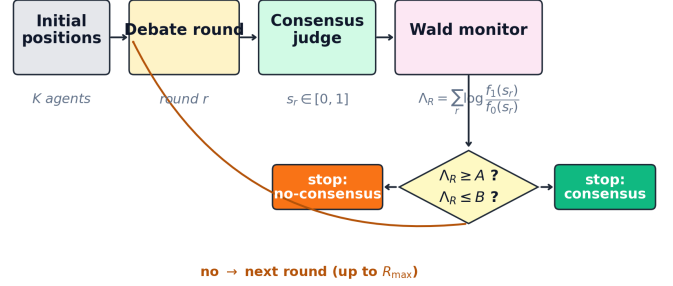 Initial
positions
Debate round
Consensus
judge
Wald monitor
K agents
round r
s_r ∈ [0, 1]
Λ_R = ∑_r log f_1(s_r)/f_0(s_r)
stop:
no-consensus
Λ_R ≥ A ?
Λ_R ≤ B ?
stop:
consensus
no → next round (up to R_max)